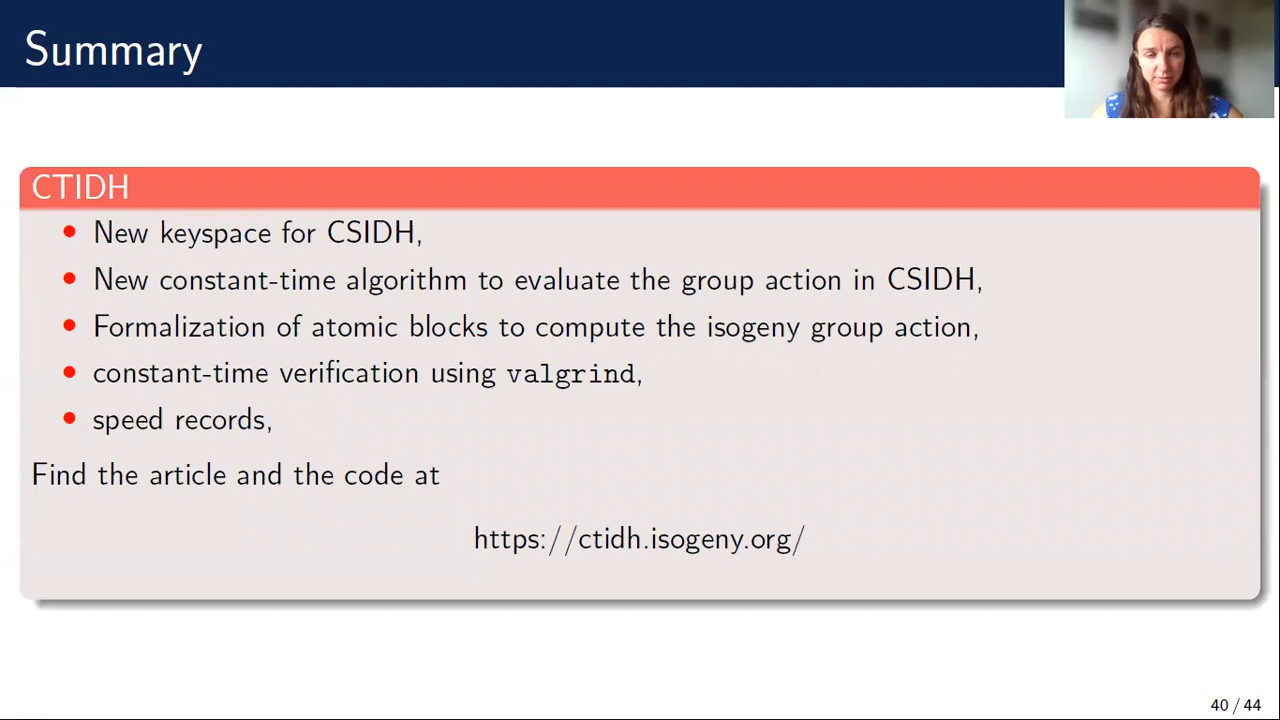 Summary
CTIDH
• New keyspace for CSIDH,
• New constant-time algorithm to evaluate the group action in CSIDH,
• Formalization of atomic blocks to compute the isogeny group action,
• constant-time verification using valgrind,
• speed records,
Find the article and the code at
https://ctidh.isogeny.org/
40 / 44